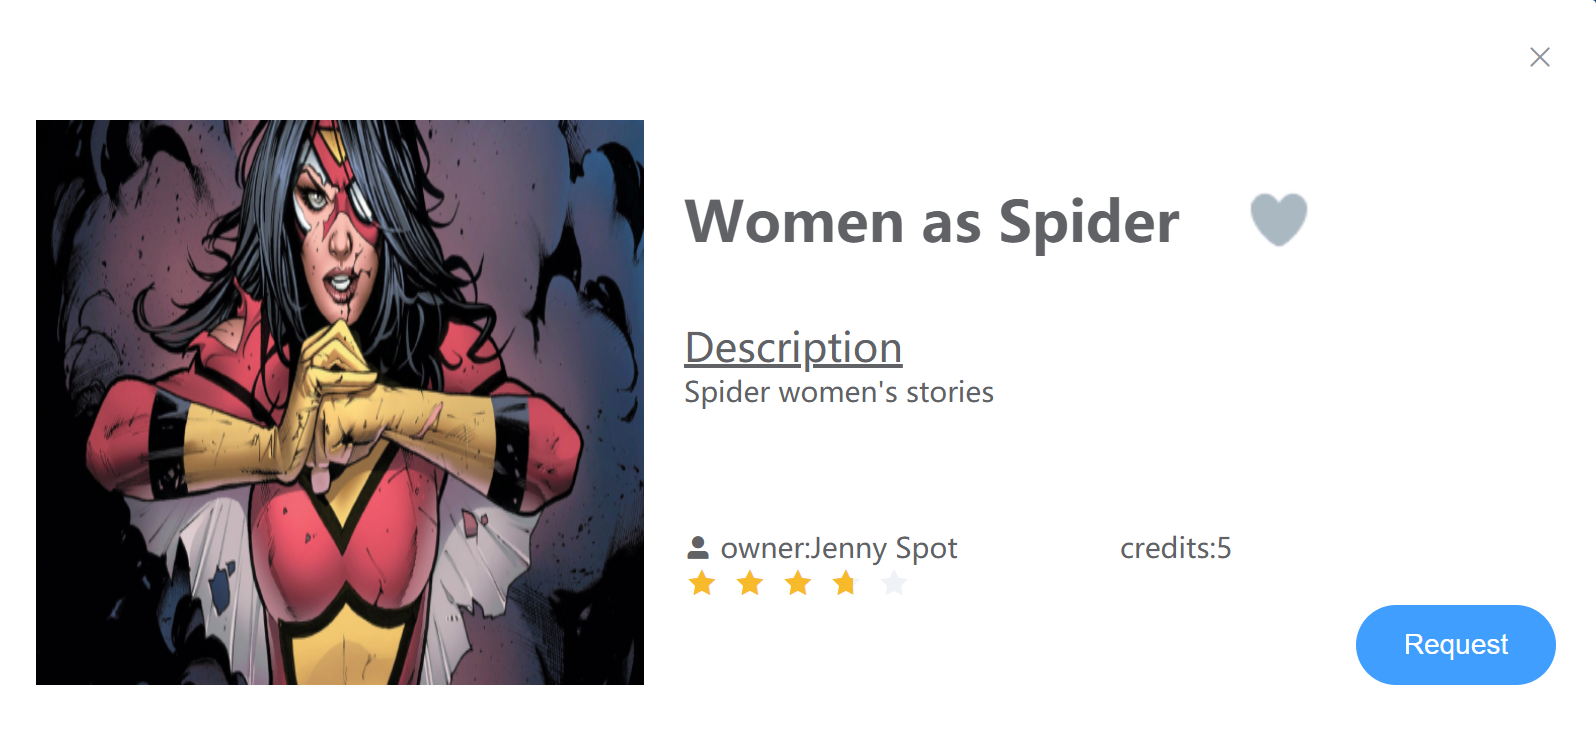 Women as Spider
Description
Spider women's stories
owner:Jenny Spot
credits:5
Request